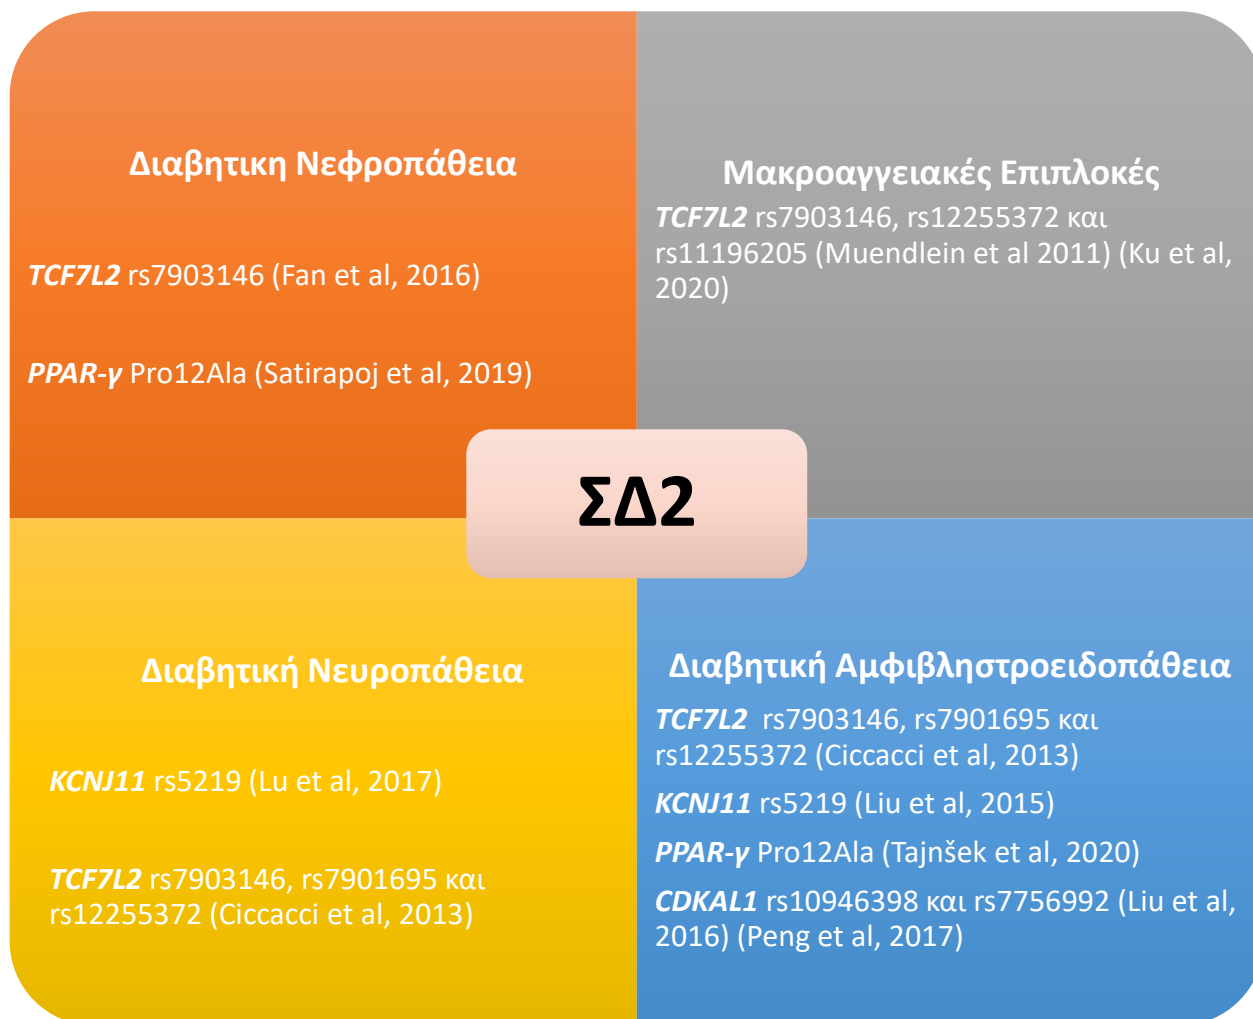 Διαβητικη Νεφροπάθεια
TCF7L2 rs7903146 (Fan et al, 2016)
PPAR-γ Pro12Ala (Satirapoj et al, 2019)
Μακροαγγειακές Επιπλοκές
TCF7L2 rs7903146, rs12255372 και
rs11196205 (Muendlein et al 2011) (Ku et al,
2020)
ΣΔ2
Διαβητική Νευροπάθεια
KCNJ11 rs5219 (Lu et al, 2017)
TCF7L2 rs7903146, rs7901695 και
rs12255372 (Ciccacci et al, 2013)
Διαβητική Αμφιβληστροειδοπάθεια
TCF7L2 rs7903146, rs7901695 και
rs12255372 (Ciccacci et al, 2013)
KCNJ11 rs5219 (Liu et al, 2015)
PPAR-γ Pro12Ala (Tajnšek et al, 2020)
CDKAL1 rs10946398 και rs7756992 (Liu et al,
2016) (Peng et al, 2017)